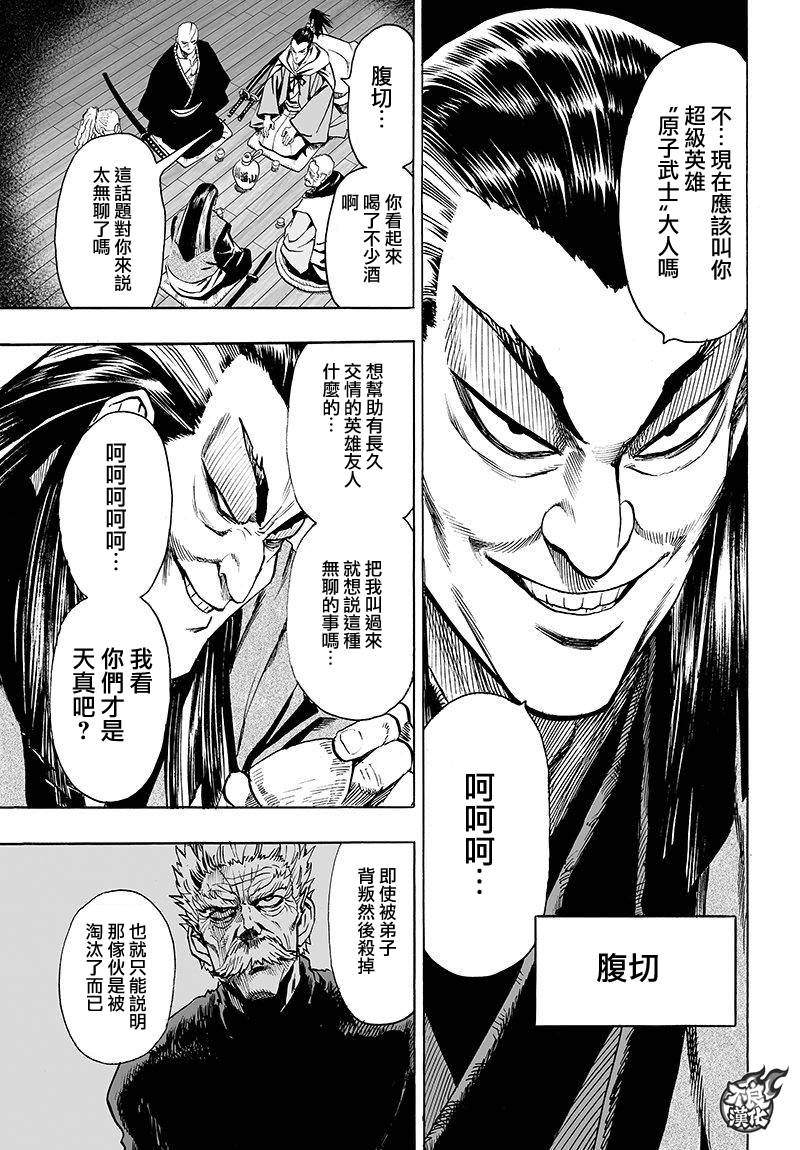 不…現在應該叫你
超級英雄
“原子武士”大人嗎
呵呵呵…
腹切
腹切…
你看起來
喝了不少酒
啊
這話題對你來說
太無聊了嗎
想幫助有長久
交情的英雄友人
什麼的…
把我叫過來
就想說這種
無聊的事嗎…
呵呵呵呵呵…
我看
你們才是
天真吧？
即使被弟子
背叛然後殺掉
也就只能說明
那傢伙是被
淘汰了而已
不良漢化